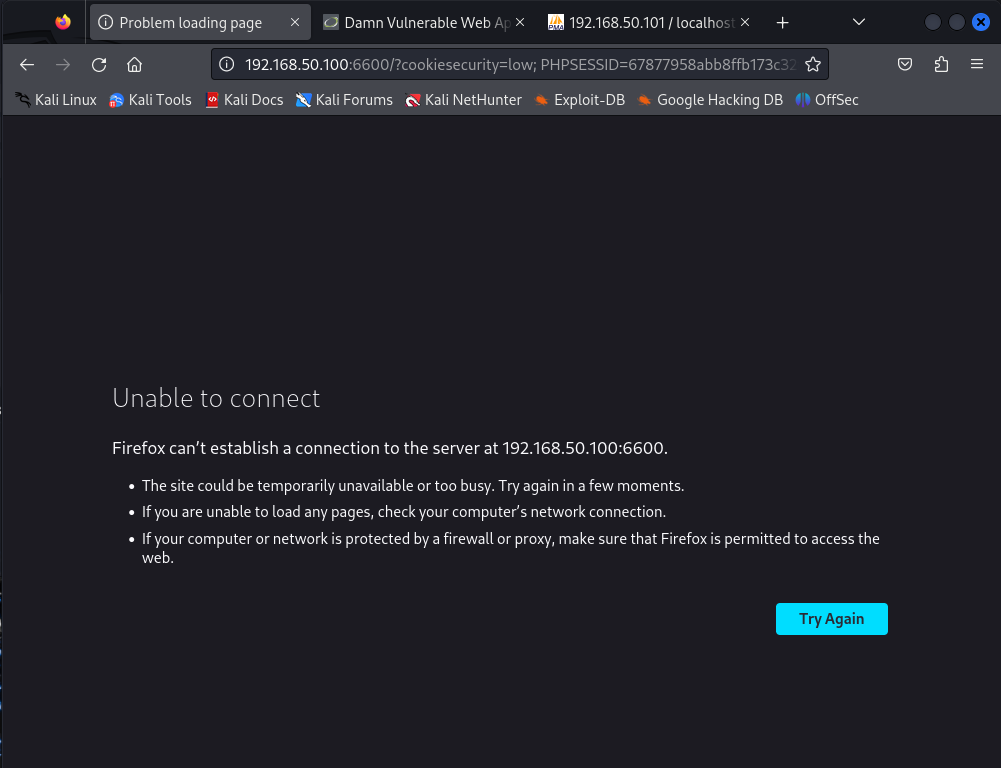 Problem loading page
Damn Vulnerable Web Ap
192.168.50.101 / localhost
192.168.50.100:6600/?cookiesecurity=low; PHPSESSID=67877958abb8ffb173c32
Kali Linux Kali Tools Kali Docs Kali Forums Kali NetHunter Exploit-DB Google Hacking DB OffSec
Unable to connect
Firefox can’t establish a connection to the server at 192.168.50.100:6600.
• The site could be temporarily unavailable or too busy. Try again in a few moments.
• If you are unable to load any pages, check your computer’s network connection.
• If your computer or network is protected by a firewall or proxy, make sure that Firefox is permitted to access the
web.
Try Again